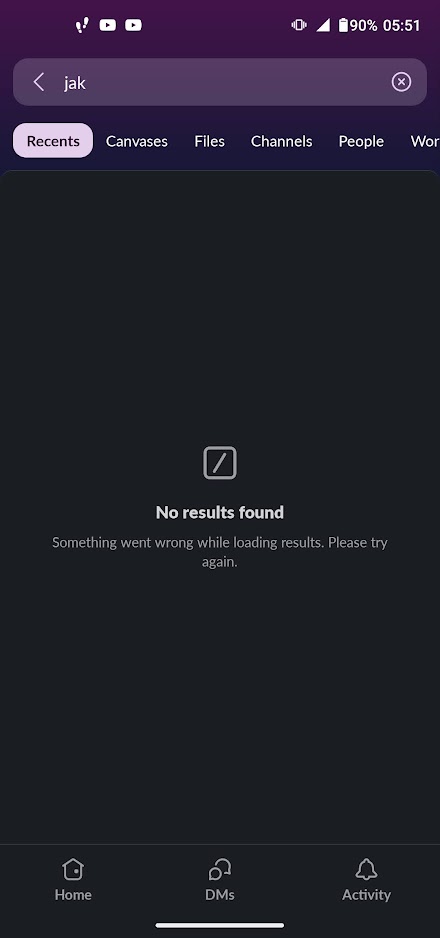 90% 05:51
jak
Recents Canvases Files Channels People Wor
No results found
Something went wrong while loading results. Please try
again.
Home DMs Activity